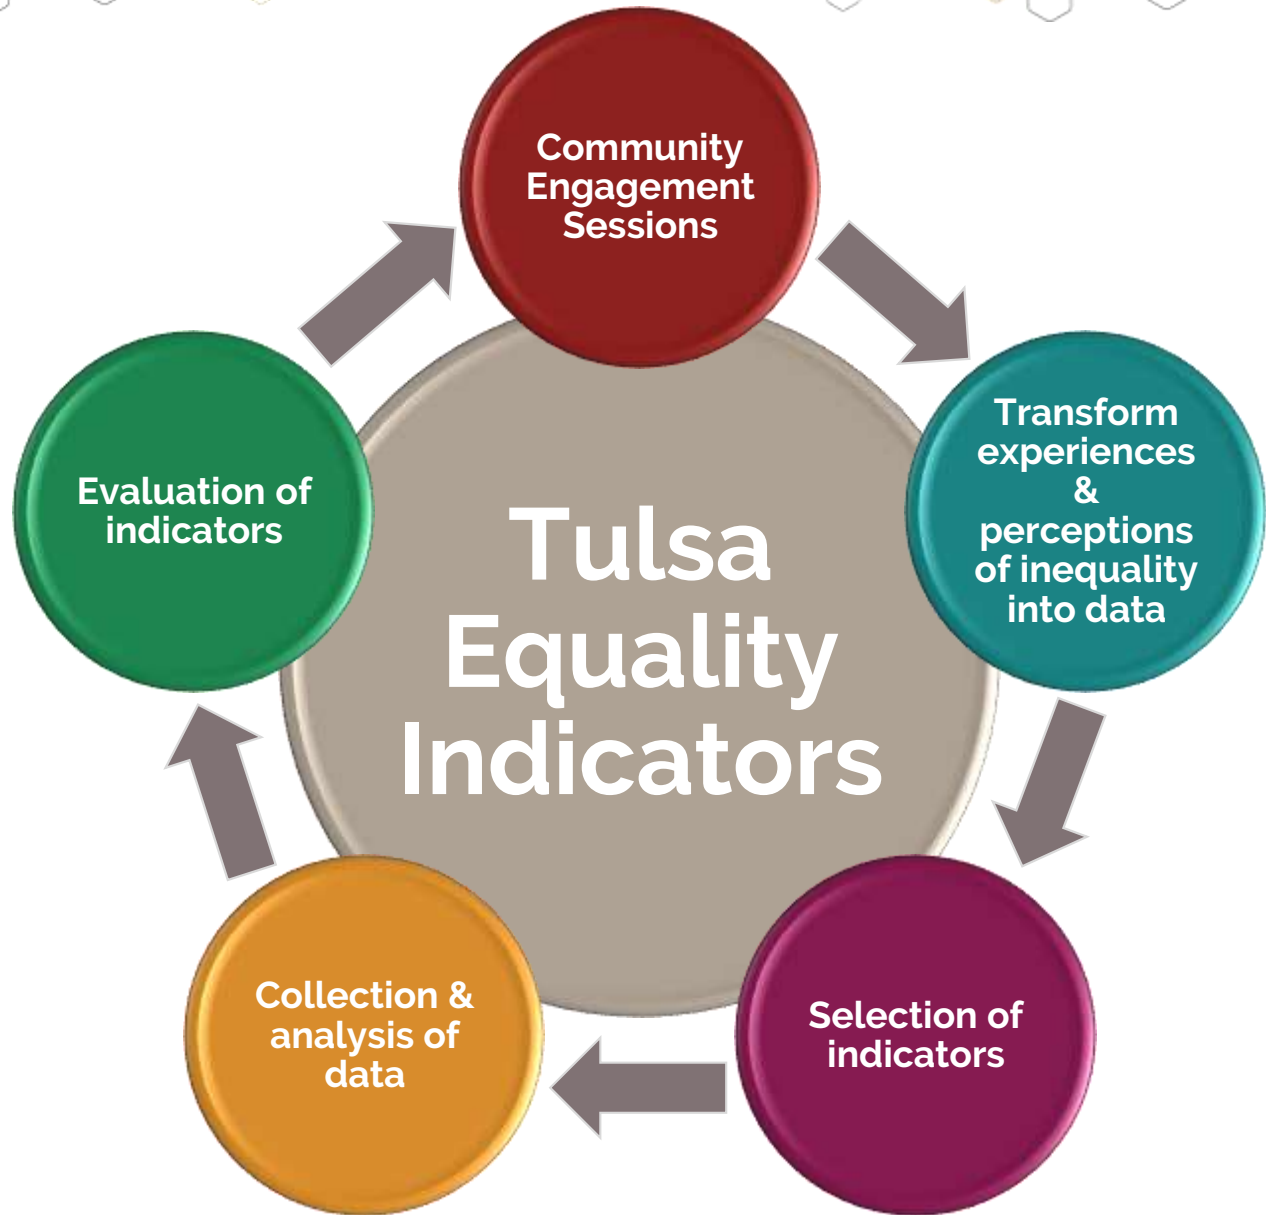 Community
Engagement
Sessions
Transform
experiences
&
perceptions
of inequality
into data
Selection of
indicators
Collection &
analysis of
data
Evaluation of
indicators
Tulsa
Equality
Indicators